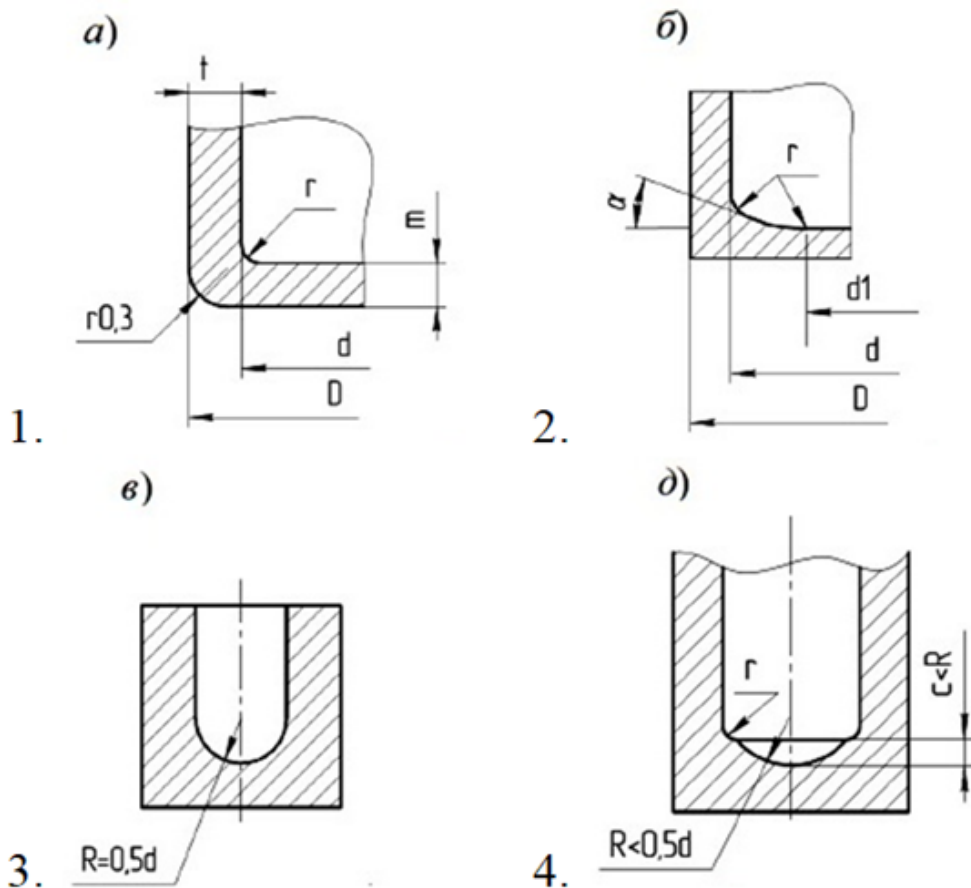 а)
t
r
m
r0,3
d
D
1.
б)
r
α
d1
d
D
2.
в)
R=0,5d
3.
д)
r
c<R
R<0,5d
4.